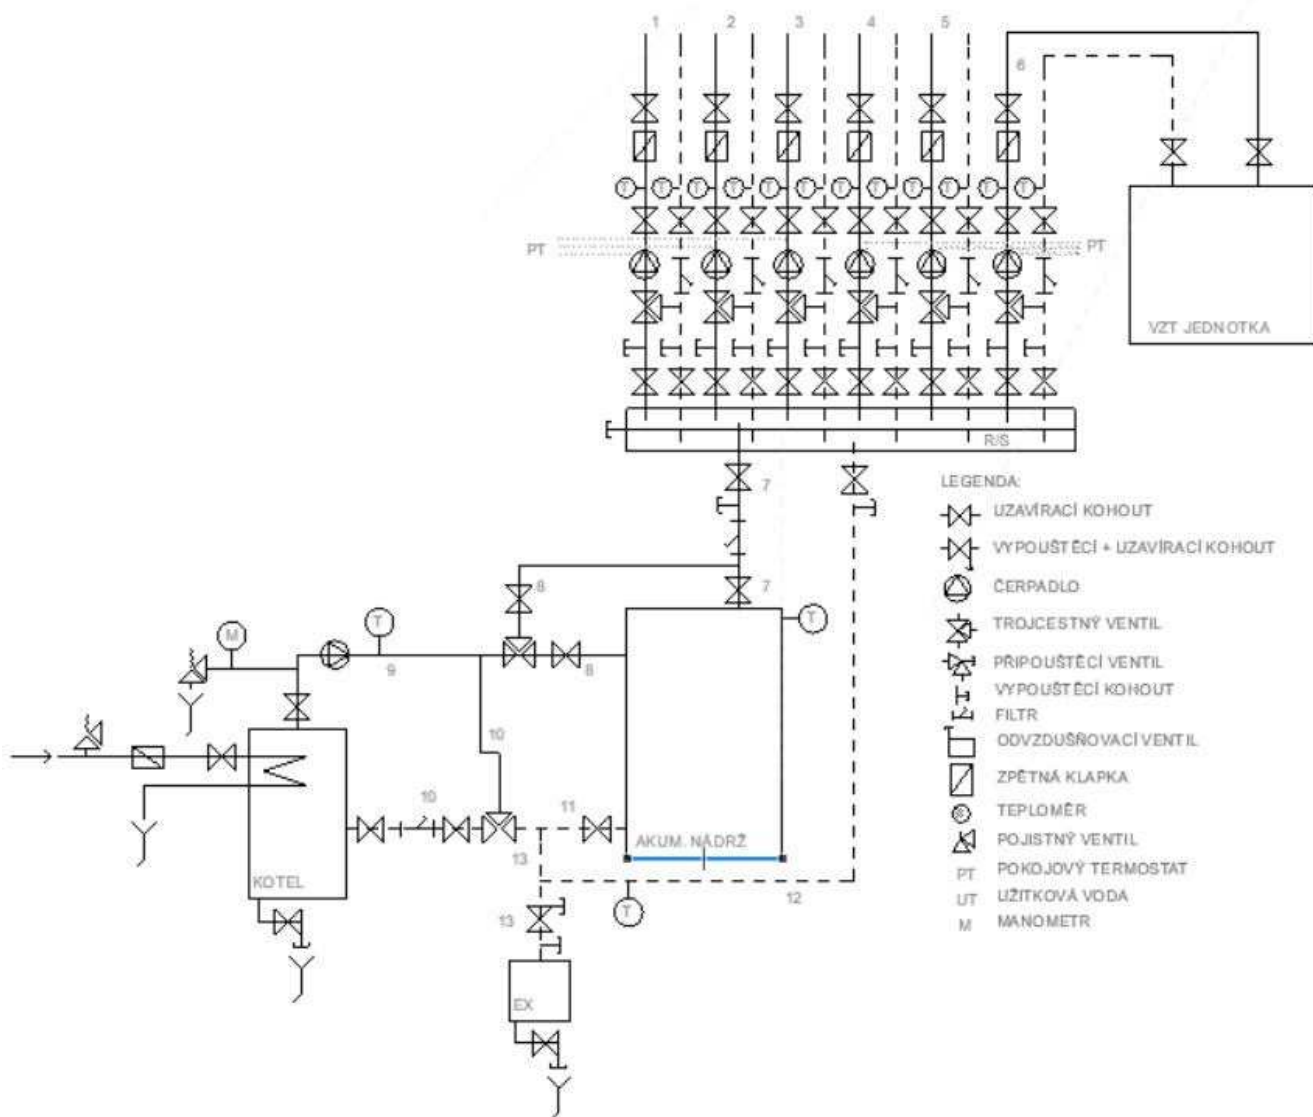 1 2 3 4 5
6
T T T T T T T T T T T T
PT PT
VZT JEDNOTKA
R/S
7
LEGENDA:
UZAVÍRACÍ KOHOUT
VYPOUŠTĚCÍ + UZAVÍRACÍ KOHOUT
ČERPADLO
TROJCESTNÝ VENTIL
PŘIPOUŠTĚCÍ VENTIL
VYPOUŠTĚCÍ KOHOUT
FILTR
ODVZDUŠŇOVACÍ VENTIL
ZPĚTNÁ KLAPKA
TEPLOMĚR
POJISTNÝ VENTIL
PT POKOJOVÝ TERMOSTAT
UT UŽITKOVÁ VODA
M MANOMETR
8 7
M T T
9 8
10
10 11
AKUM. NÁDRŽ
13
KOTEL
12
13 T
EX